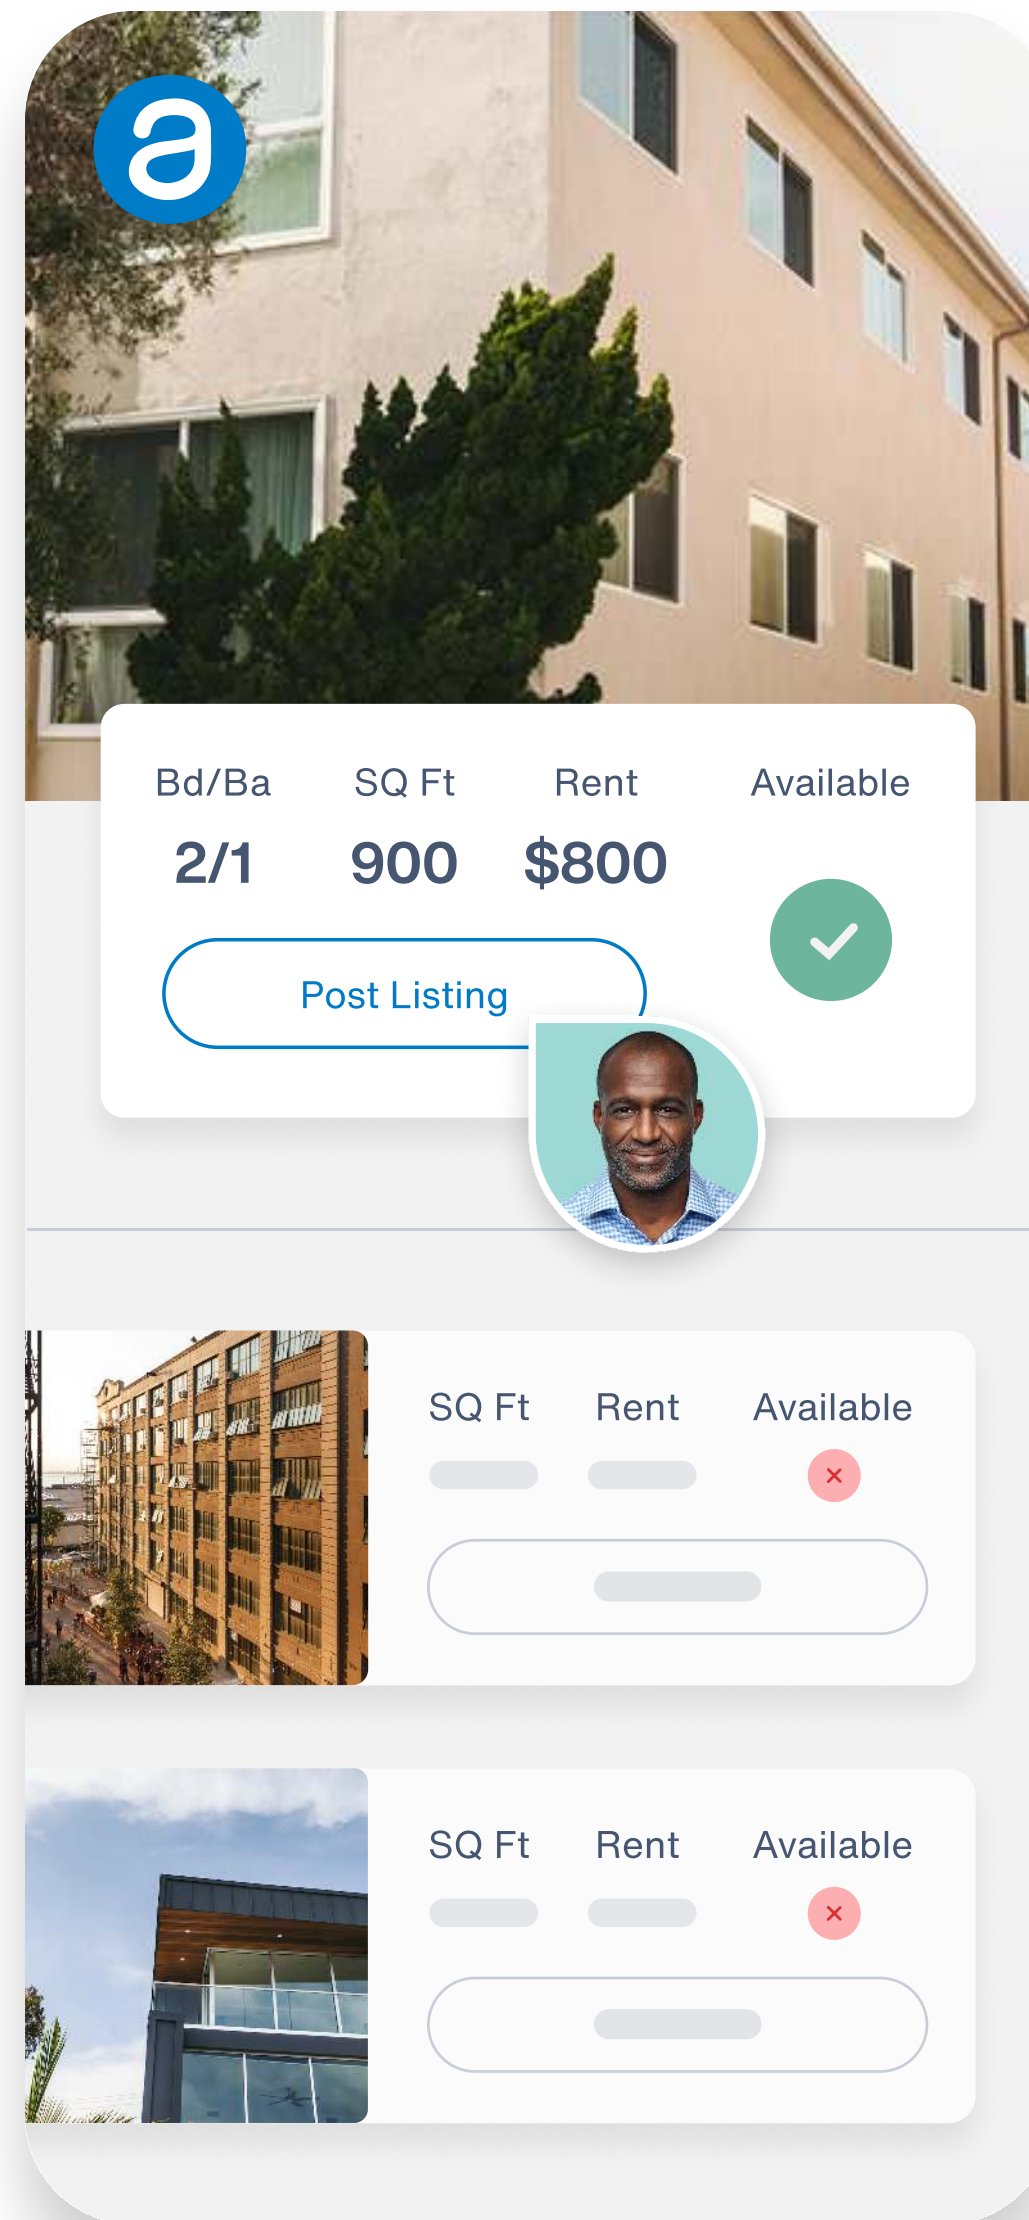 a
Bd/Ba SQ Ft Rent Available
2/1 900 $800
Post Listing
SQ Ft Rent Available
SQ Ft Rent Available